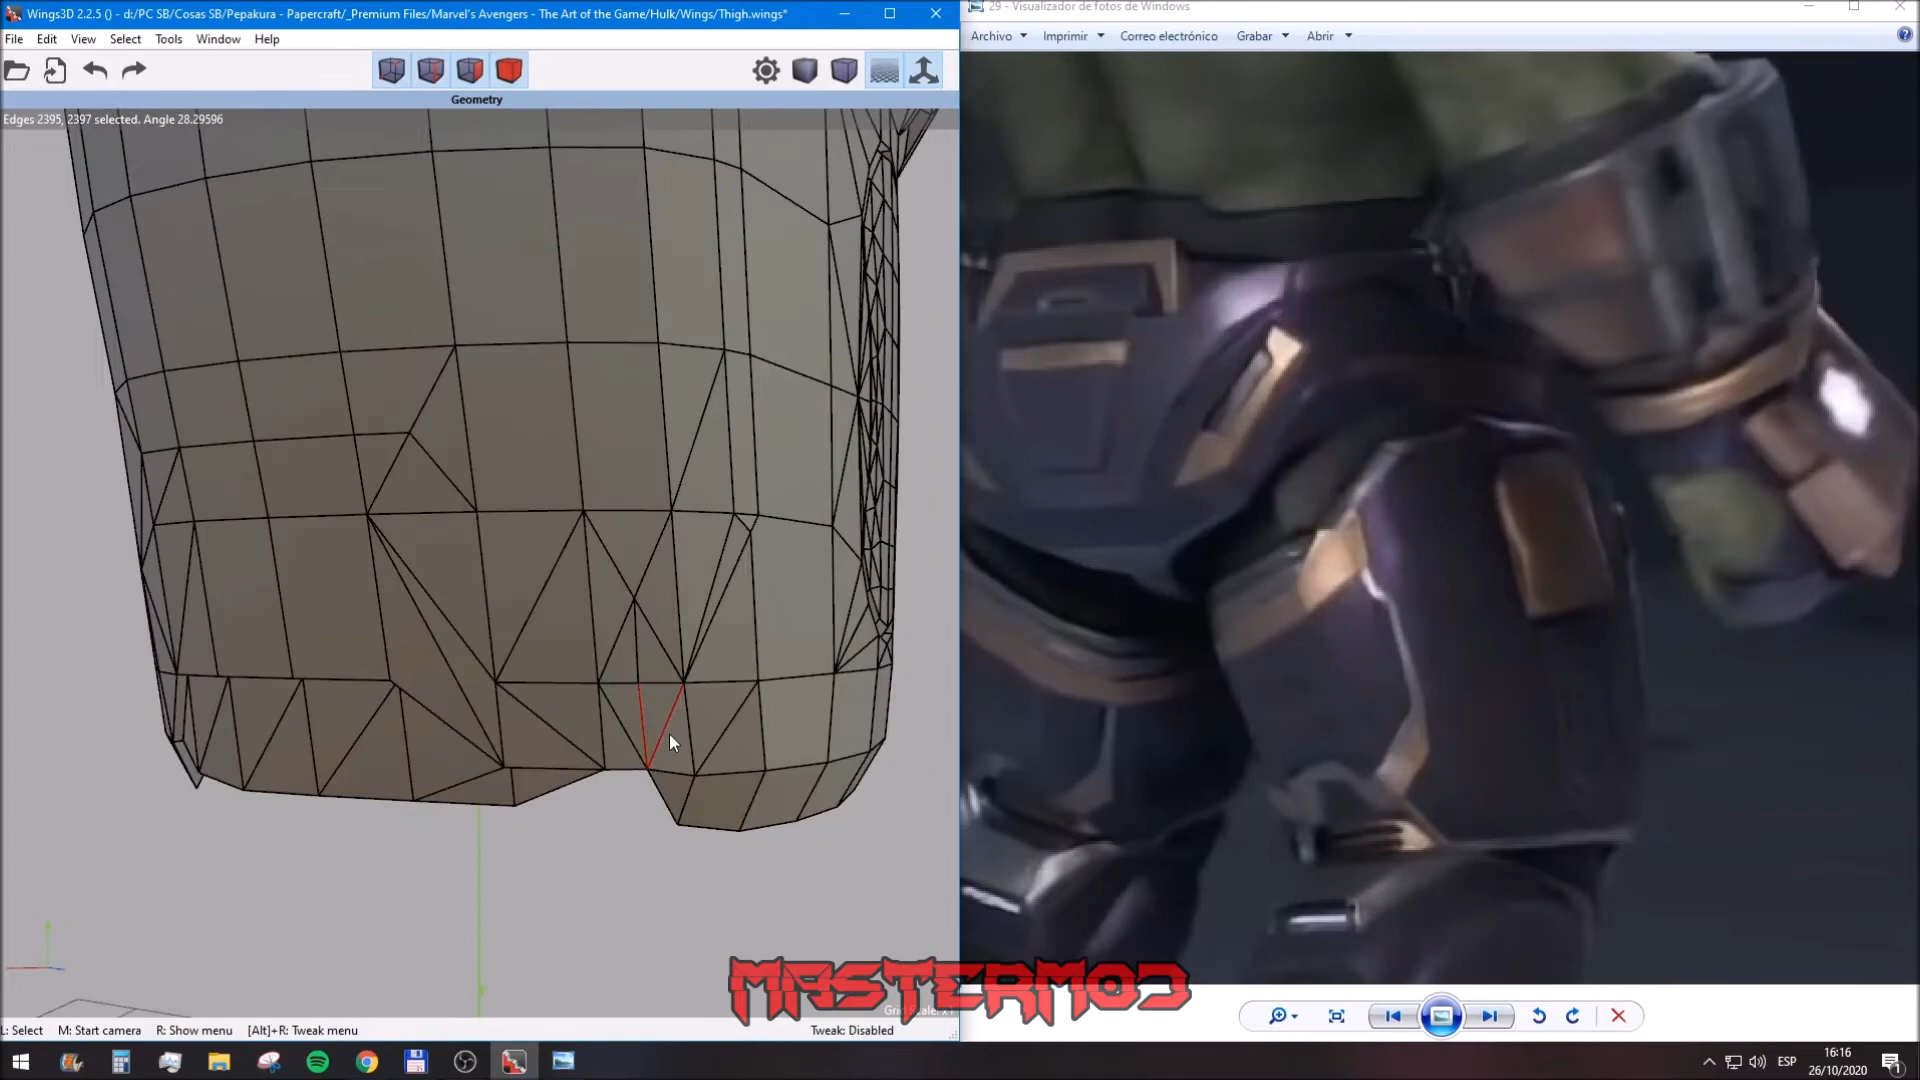 Wings3D 2.2.5 () - d:/PC SB/Cosas SB/Pepakura - Papercraft/_Premium Files/Marvel's Avengers - The Art of the Game/Hulk/Wings/Thigh.wings*
File Edit View Select Tools Window Help
Geometry
Edges 2395, 2397 selected. Angle 28.29596
29 - Visualizador de fotos de Windows
Archivo Imprimir Correo electrónico Grabar Abrir
MASTERMOD
L: Select M: Start camera R: Show menu [Alt]+R: Tweak menu
Tweak: Disabled
ESP
16:16
26/10/2020
1